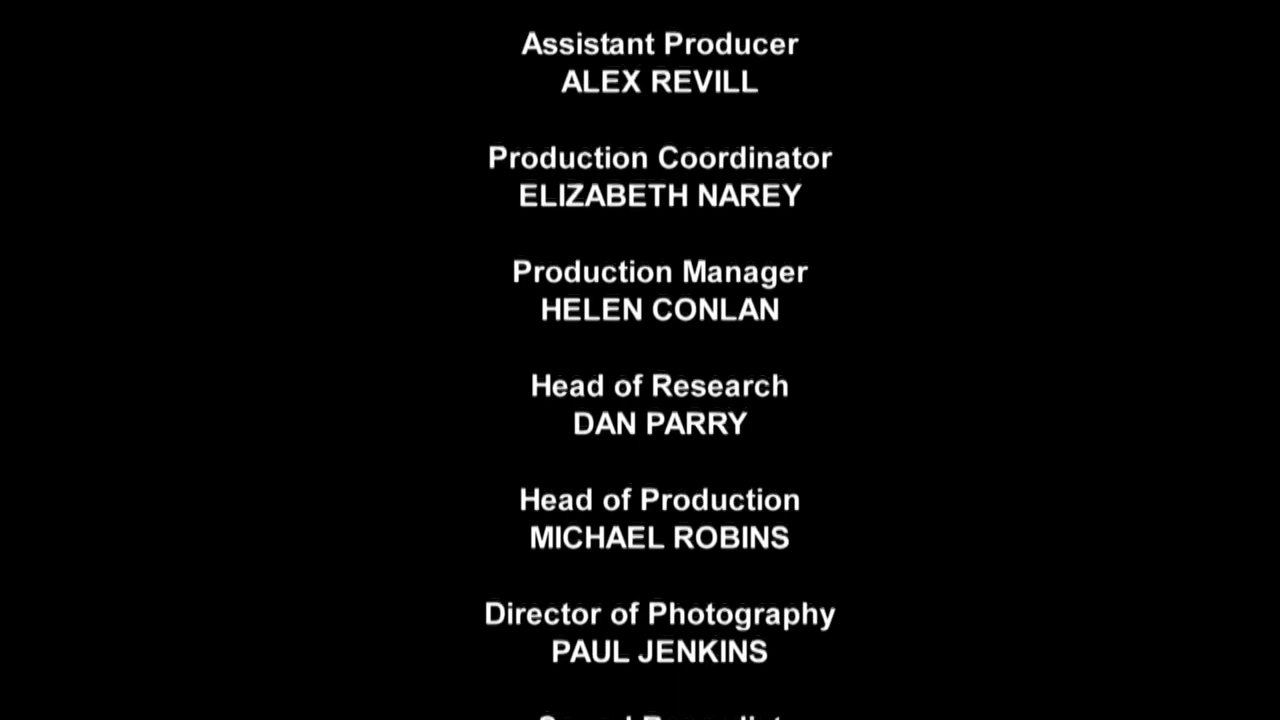 Assistant Producer
ALEX REVILL
Production Coordinator
ELIZABETH NAREY
Production Manager
HELEN CONLAN
Head of Research
DAN PARRY
Head of Production
MICHAEL ROBINS
Director of Photography
PAUL JENKINS